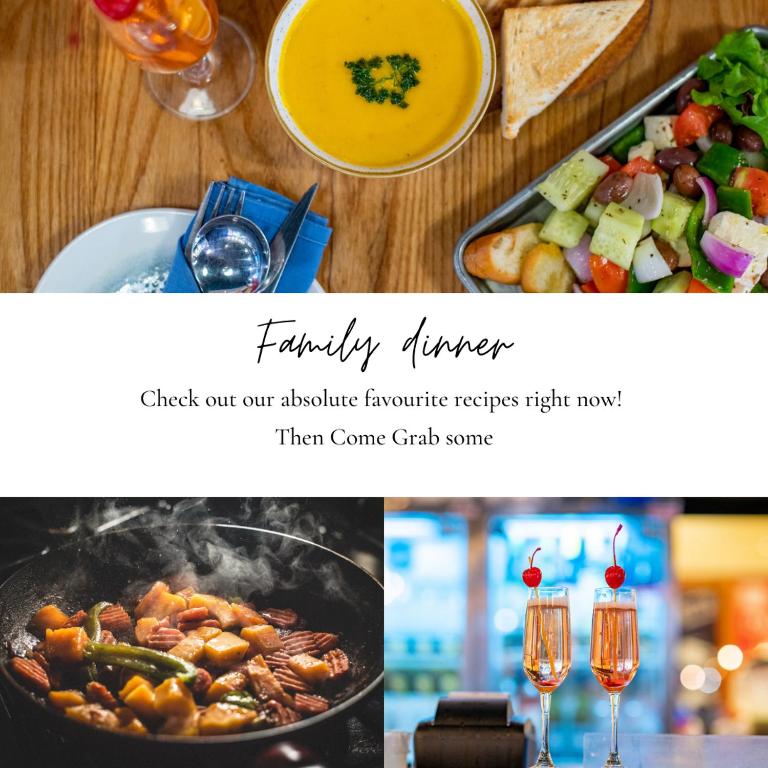 Family dinner
Check out our absolute favourite recipes right now!
Then Come Grab some